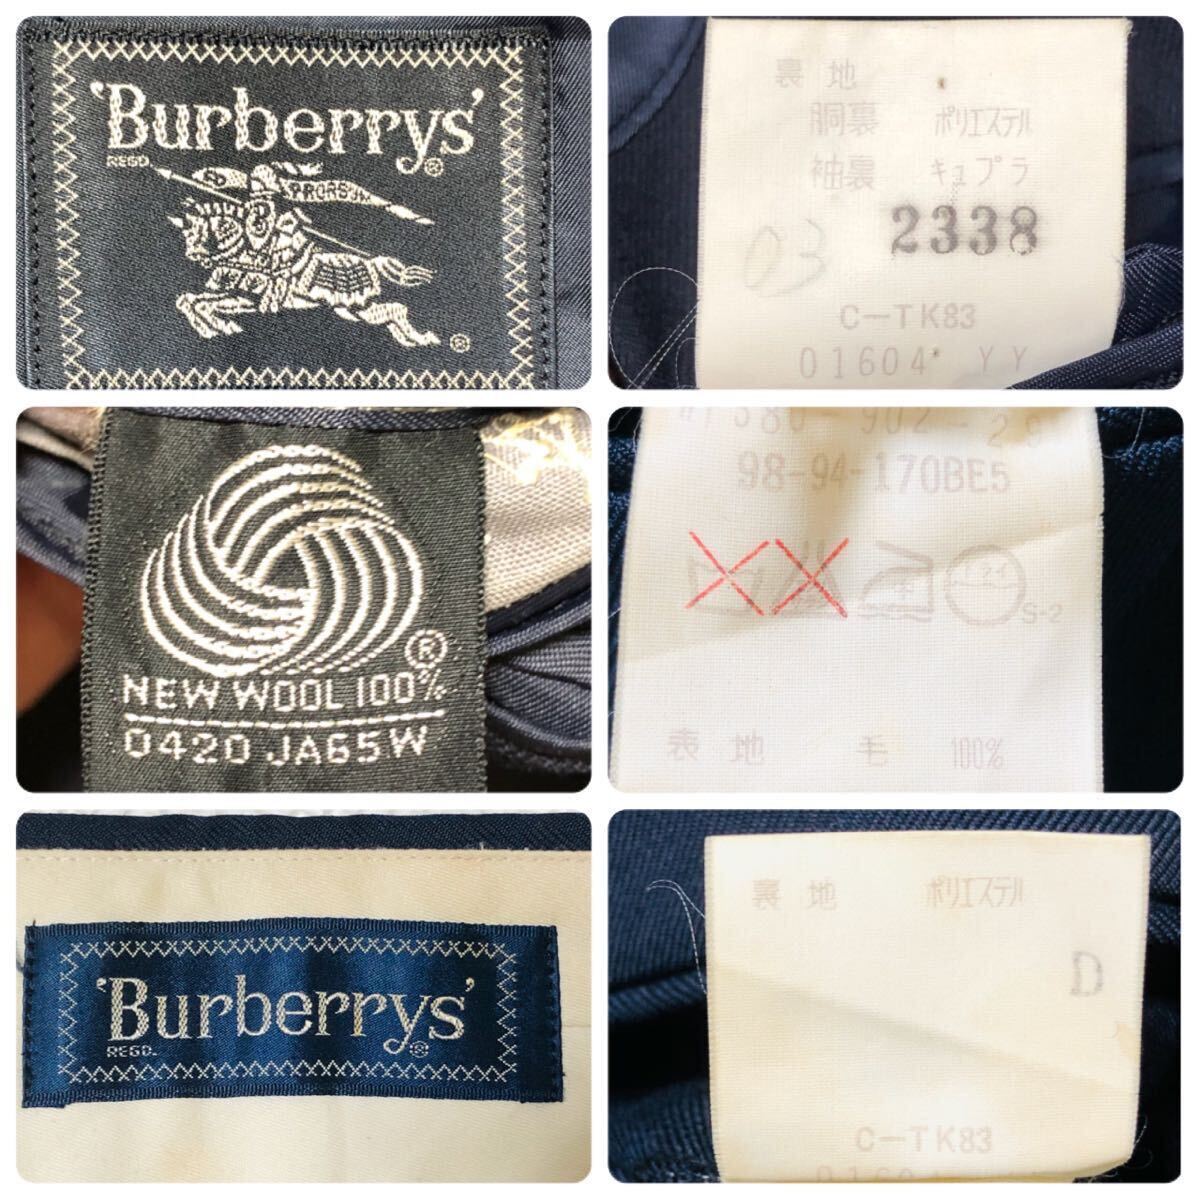 'Burberrys'
REGD. ®
PRORSUM
®
裏地
胴裏 ポリエステル
袖裏 キュプラ
03
2338
C-TK83
01604 YY
®
NEW WOOL 100%
0420 JA65W
902-
98-94-170BE5
S-2
表地 毛 100%
'Burberrys'
REGD. ®
裏地 ポリエステル
D
C-TK83